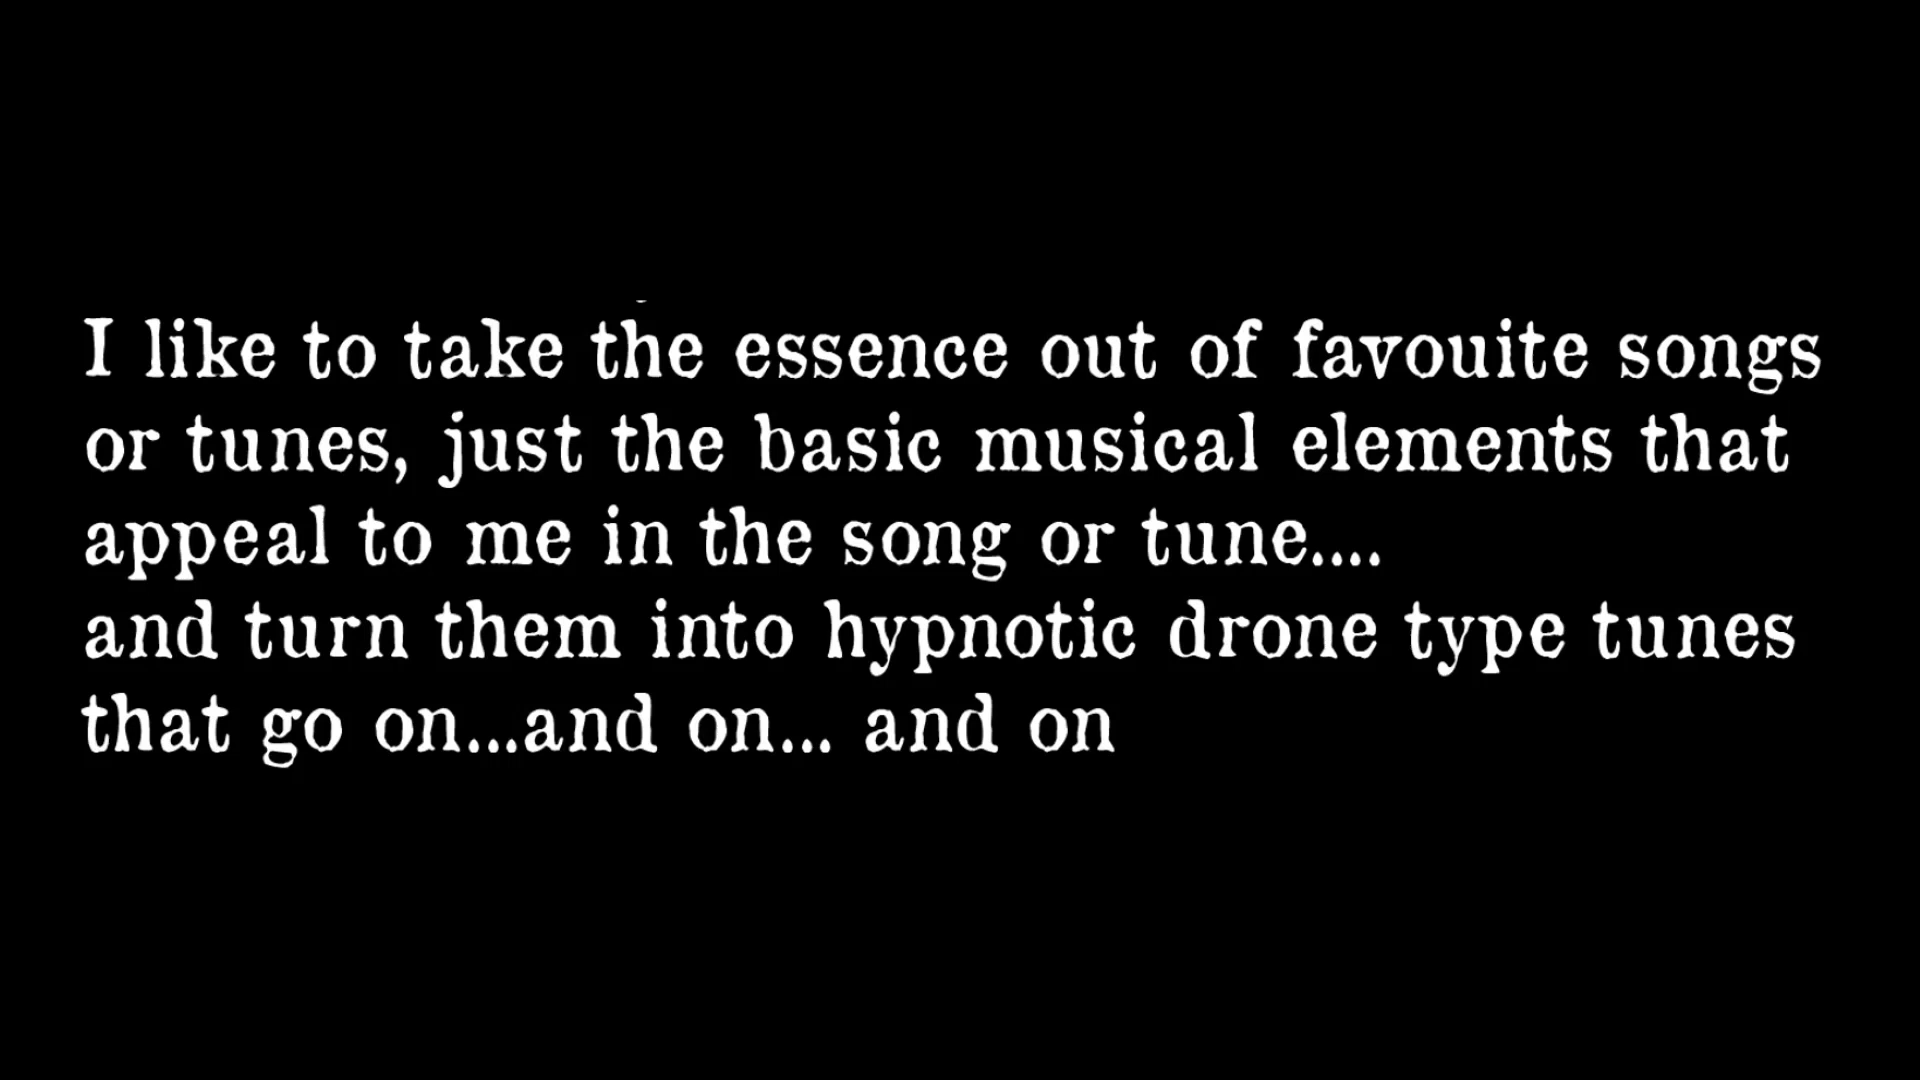 I like to take the essence out of favouite songs
or tunes, just the basic musical elements that
appeal to me in the song or tune....
and turn them into hypnotic drone type tunes
that go on...and on... and on